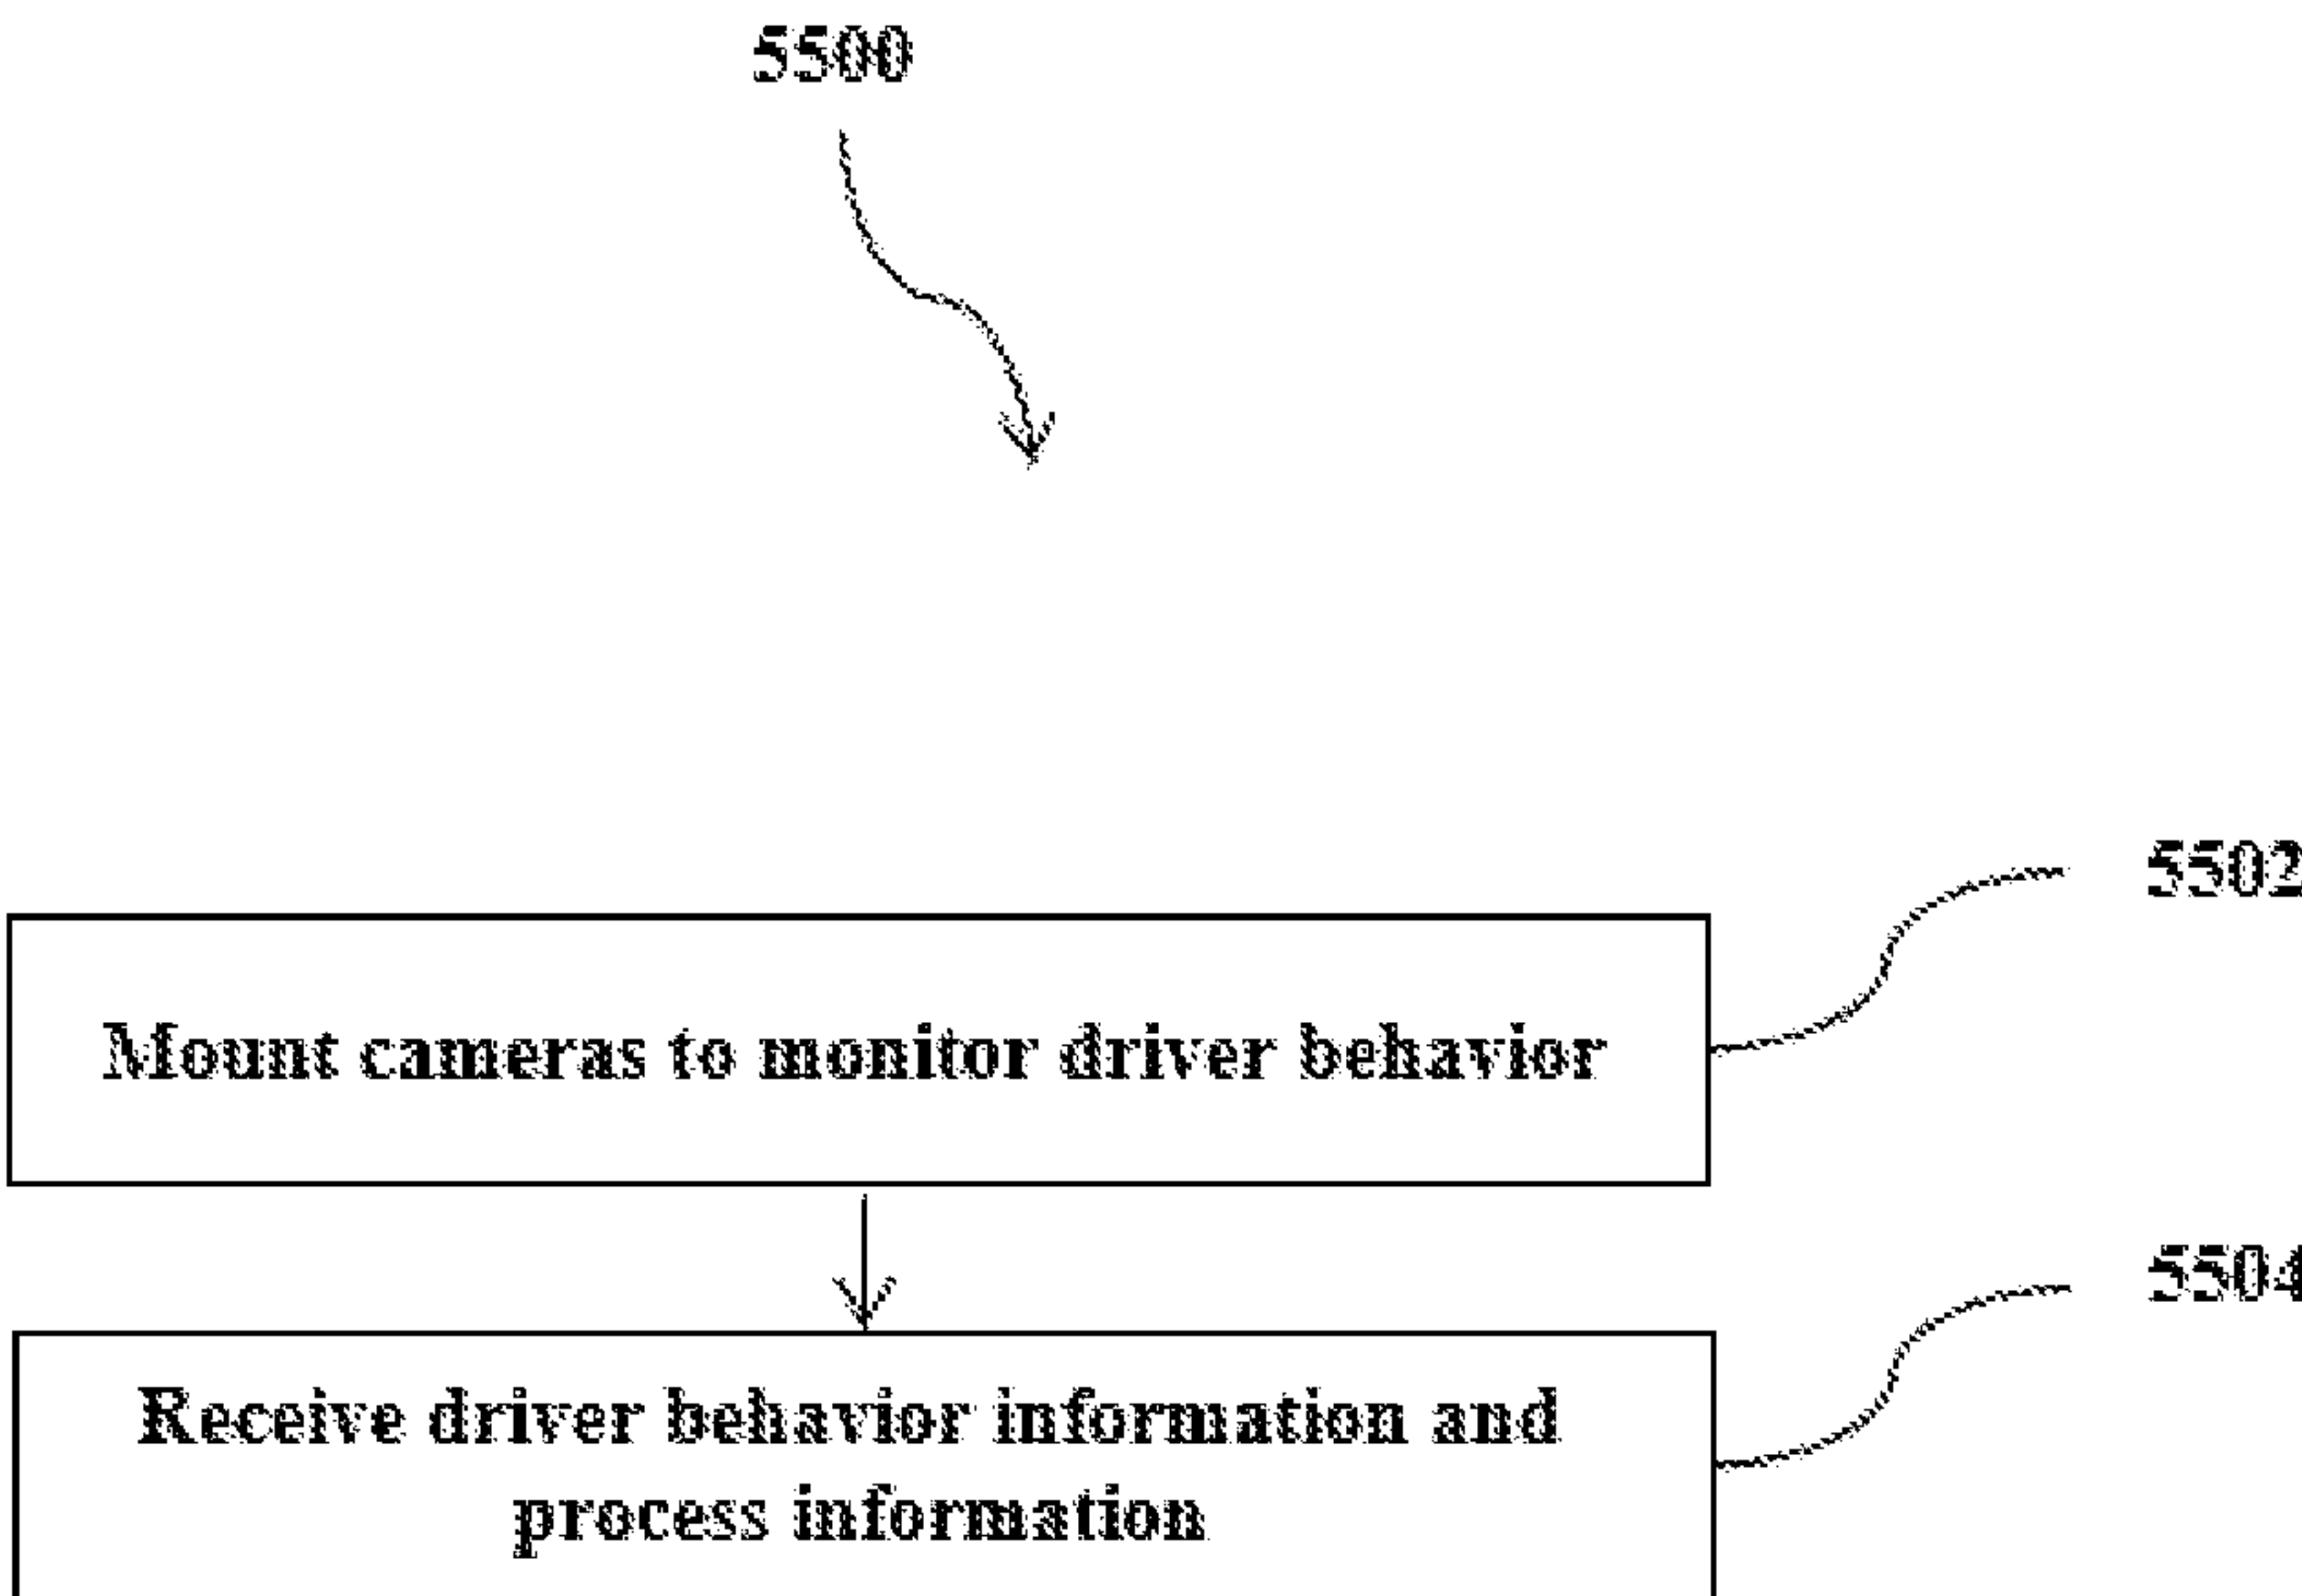 5500
5502
Mount cameras to monitor driver behavior
5504
Receive driver behavior information and
process information